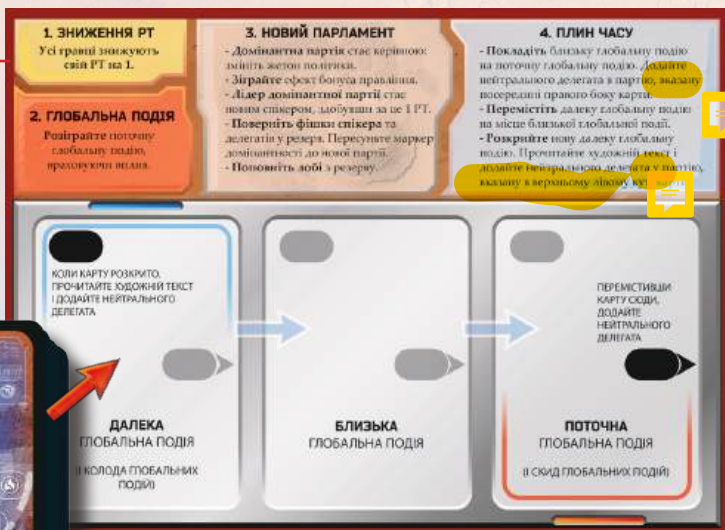 1. ЗНИЖЕННЯ РТ
Усі гравці знижують
свій РТ на 1.
2. ГЛОБАЛЬНА ПОДІЯ
Розіграйте поточну
глобальну подію,
враховуючи вплив.
3. НОВИЙ ПАРЛАМЕНТ
- Домінантна партія стає керівною:
змініть жетон політики.
- Зіграйте ефект бонуса правління.
- Лідер домінантної партії стає
новим спікером, здобувши за це 1 РТ.
- Поверніть фішки спікера та
делегатів у резерв. Пересуньте маркер
домінантності до нової партії.
- Поповніть лобі з резерву.
4. ПЛИН ЧАСУ
- Покладіть близьку глобальну подію
на поточну глобальну подію. Додайте
нейтрального делегата в партію, вказану
посередині правого боку карти.
- Перемістіть далеку глобальну подію
на місце близької глобальної події.
- Розкрийте нову далеку глобальну
подію. Прочитайте художній текст і
додайте нейтрального делегата у партію,
вказану в верхньому лівому куті
КОЛИ КАРТУ РОЗКРИТО,
ПРОЧИТАЙТЕ ХУДОЖНІЙ ТЕКСТ
І ДОДАЙТЕ НЕЙТРАЛЬНОГО
ДЕЛЕГАТА
ДАЛЕКА
ГЛОБАЛЬНА ПОДІЯ
(І КОЛОДА ГЛОБАЛЬНИХ
ПОДІЙ)
БЛИЗЬКА
ГЛОБАЛЬНА ПОДІЯ
ПЕРЕМІСТИВШИ
КАРТУ СЮДИ,
ДОДАЙТЕ
НЕЙТРАЛЬНОГО
ДЕЛЕГАТА
ПОТОЧНА
ГЛОБАЛЬНА ПОДІЯ
(І СКИД ГЛОБАЛЬНИХ ПОДІЙ)